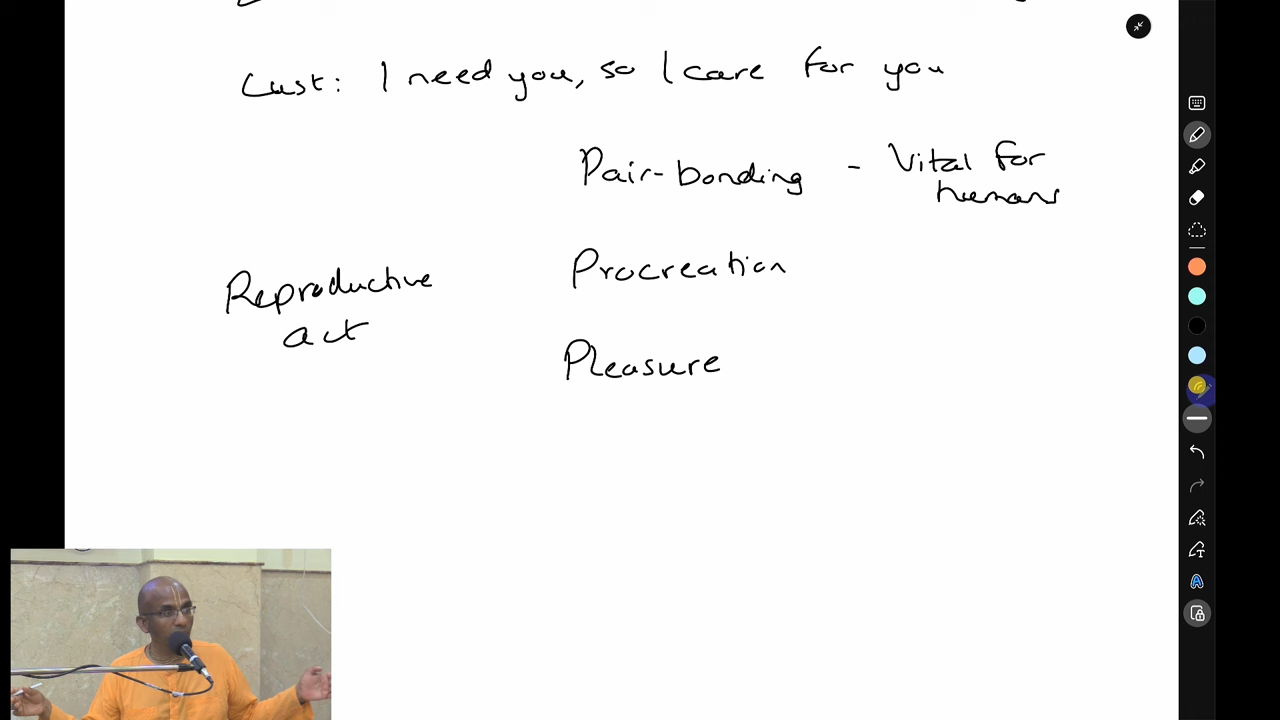 Lust: I need you, so I care for you
Pair-bonding - Vital for
humans
Reproductive
act
Procreation
Pleasure